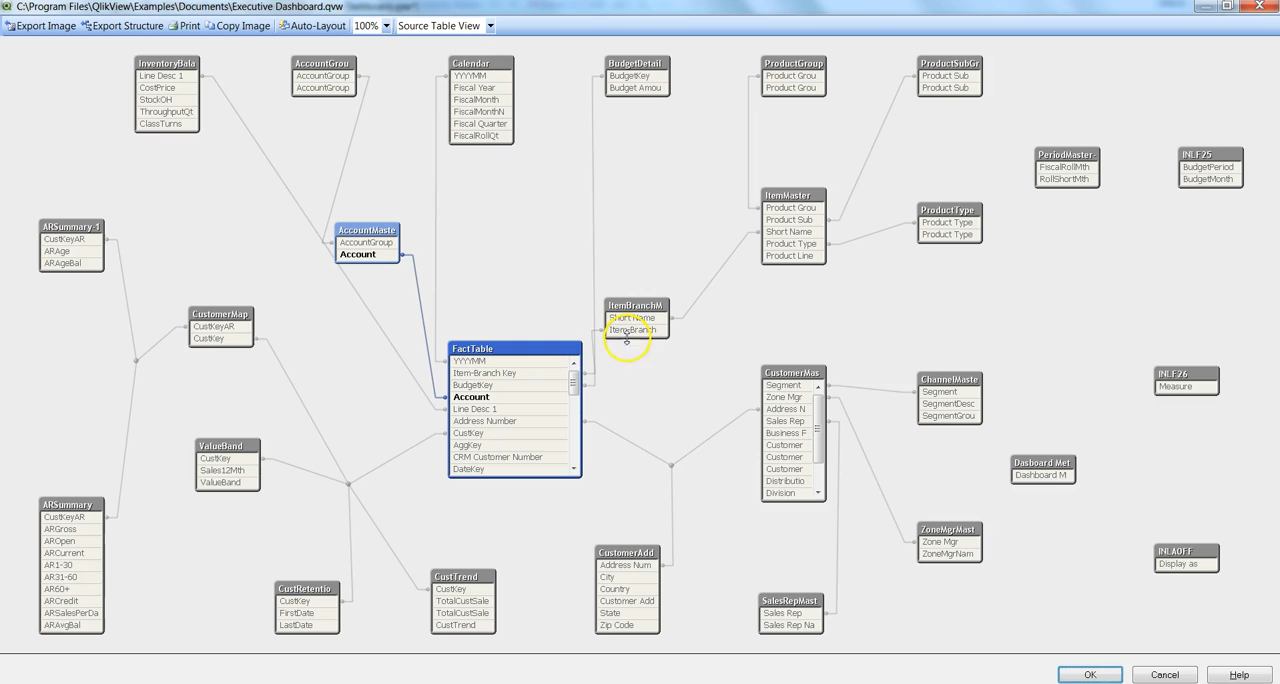 C:\Program Files\QlikView\Examples\Documents\Executive Dashboard.qvw
Export Image Export Structure Print Copy Image Auto-Layout 100% Source Table View
InventoryBala
Line Desc 1
CostPrice
StockOH
ThroughputQt
ClassTurns
AccountGrou
AccountGroup
AccountGroup
Calendar
YYYYMM
Fiscal Year
FiscalMonth
FiscalMonthN
Fiscal Quarter
FiscalRollQt
BudgetDetail
BudgetKey
Budget Amou
ProductGroup
Product Grou
Product Grou
ProductSubGr
Product Sub
Product Sub
PeriodMaster-
FiscalRollMth
RollShortMth
INLF25
BudgetPeriod
BudgetMonth
ItemMaster
Product Grou
Product Sub
Short Name
Product Type
Product Line
ProductType
Product Type
Product Type
ARSummary-1
CustKeyAR
ARAge
ARAgeBal
AccountMaste
AccountGroup
Account
CustomerMap
CustKeyAR
CustKey
ItemBranchM
Short Name
Item-Branch
FactTable
YYYYMM
Item-Branch Key
BudgetKey
Account
Line Desc 1
Address Number
CustKey
AggKey
CRM Customer Number
DateKey
CustomerMas
Segment
Zone Mgr
Address N
Sales Rep
Business F
Customer
Customer
Customer
Distributio
Division
ChannelMaste
Segment
SegmentDesc
SegmentGrou
INLF26
Measure
ValueBand
CustKey
Sales12Mth
ValueBand
Dasboard Met
Dashboard M
ARSummary
CustKeyAR
ARGross
AROpen
ARCurrent
AR1-30
AR31-60
AR60+
ARCredit
ARSalesPerDa
ARAvgBal
ZoneMgrMast
Zone Mgr
ZoneMgrNam
INLAOFF
Display as
CustRetentio
CustKey
FirstDate
LastDate
CustTrend
CustKey
TotalCustSale
TotalCustSale
CustTrend
CustomerAdd
Address Num
City
Country
Customer Add
State
Zip Code
SalesRepMast
Sales Rep
Sales Rep Na
OK Cancel Help